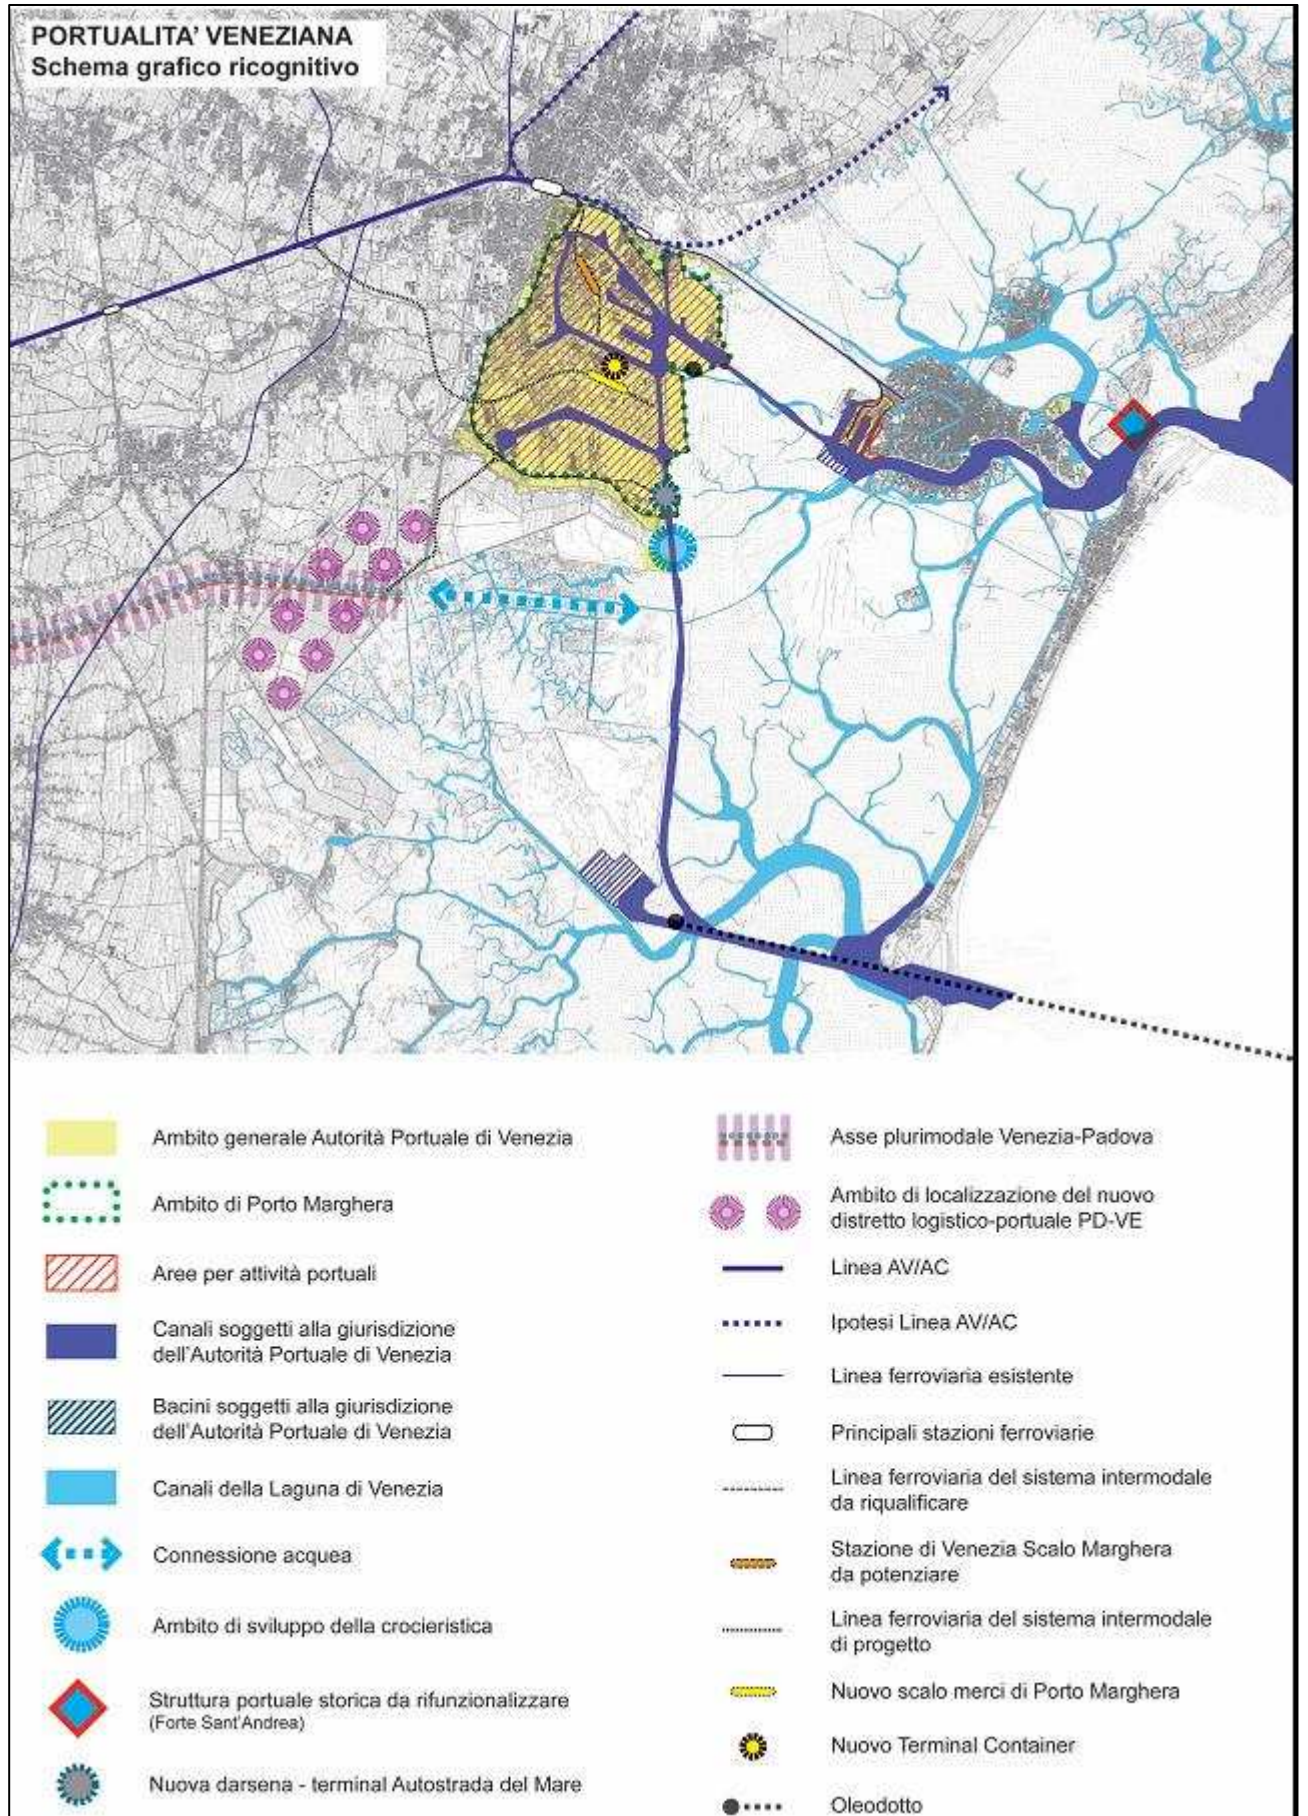 PORTUALITA' VENEZIANA
Schema grafico ricognitivo
Ambito generale Autorità Portuale di Venezia
Ambito di Porto Marghera
Aree per attività portuali
Canali soggetti alla giurisdizione
dell'Autorità Portuale di Venezia
Bacini soggetti alla giurisdizione
dell'Autorità Portuale di Venezia
Canali della Laguna di Venezia
Connessione acquea
Ambito di sviluppo della crocieristica
Struttura portuale storica da rifunzionalizzare
(Forte Sant'Andrea)
Nuova darsena - terminal Autostrada del Mare
Asse plurimodale Venezia-Padova
Ambito di localizzazione del nuovo
distretto logistico-portuale PD-VE
Linea AV/AC
Ipotesi Linea AV/AC
Linea ferroviaria esistente
Principali stazioni ferroviarie
Linea ferroviaria del sistema intermodale
da riqualificare
Stazione di Venezia Scalo Marghera
da potenziare
Linea ferroviaria del sistema intermodale
di progetto
Nuovo scalo merci di Porto Marghera
Nuovo Terminal Container
Oleodotto